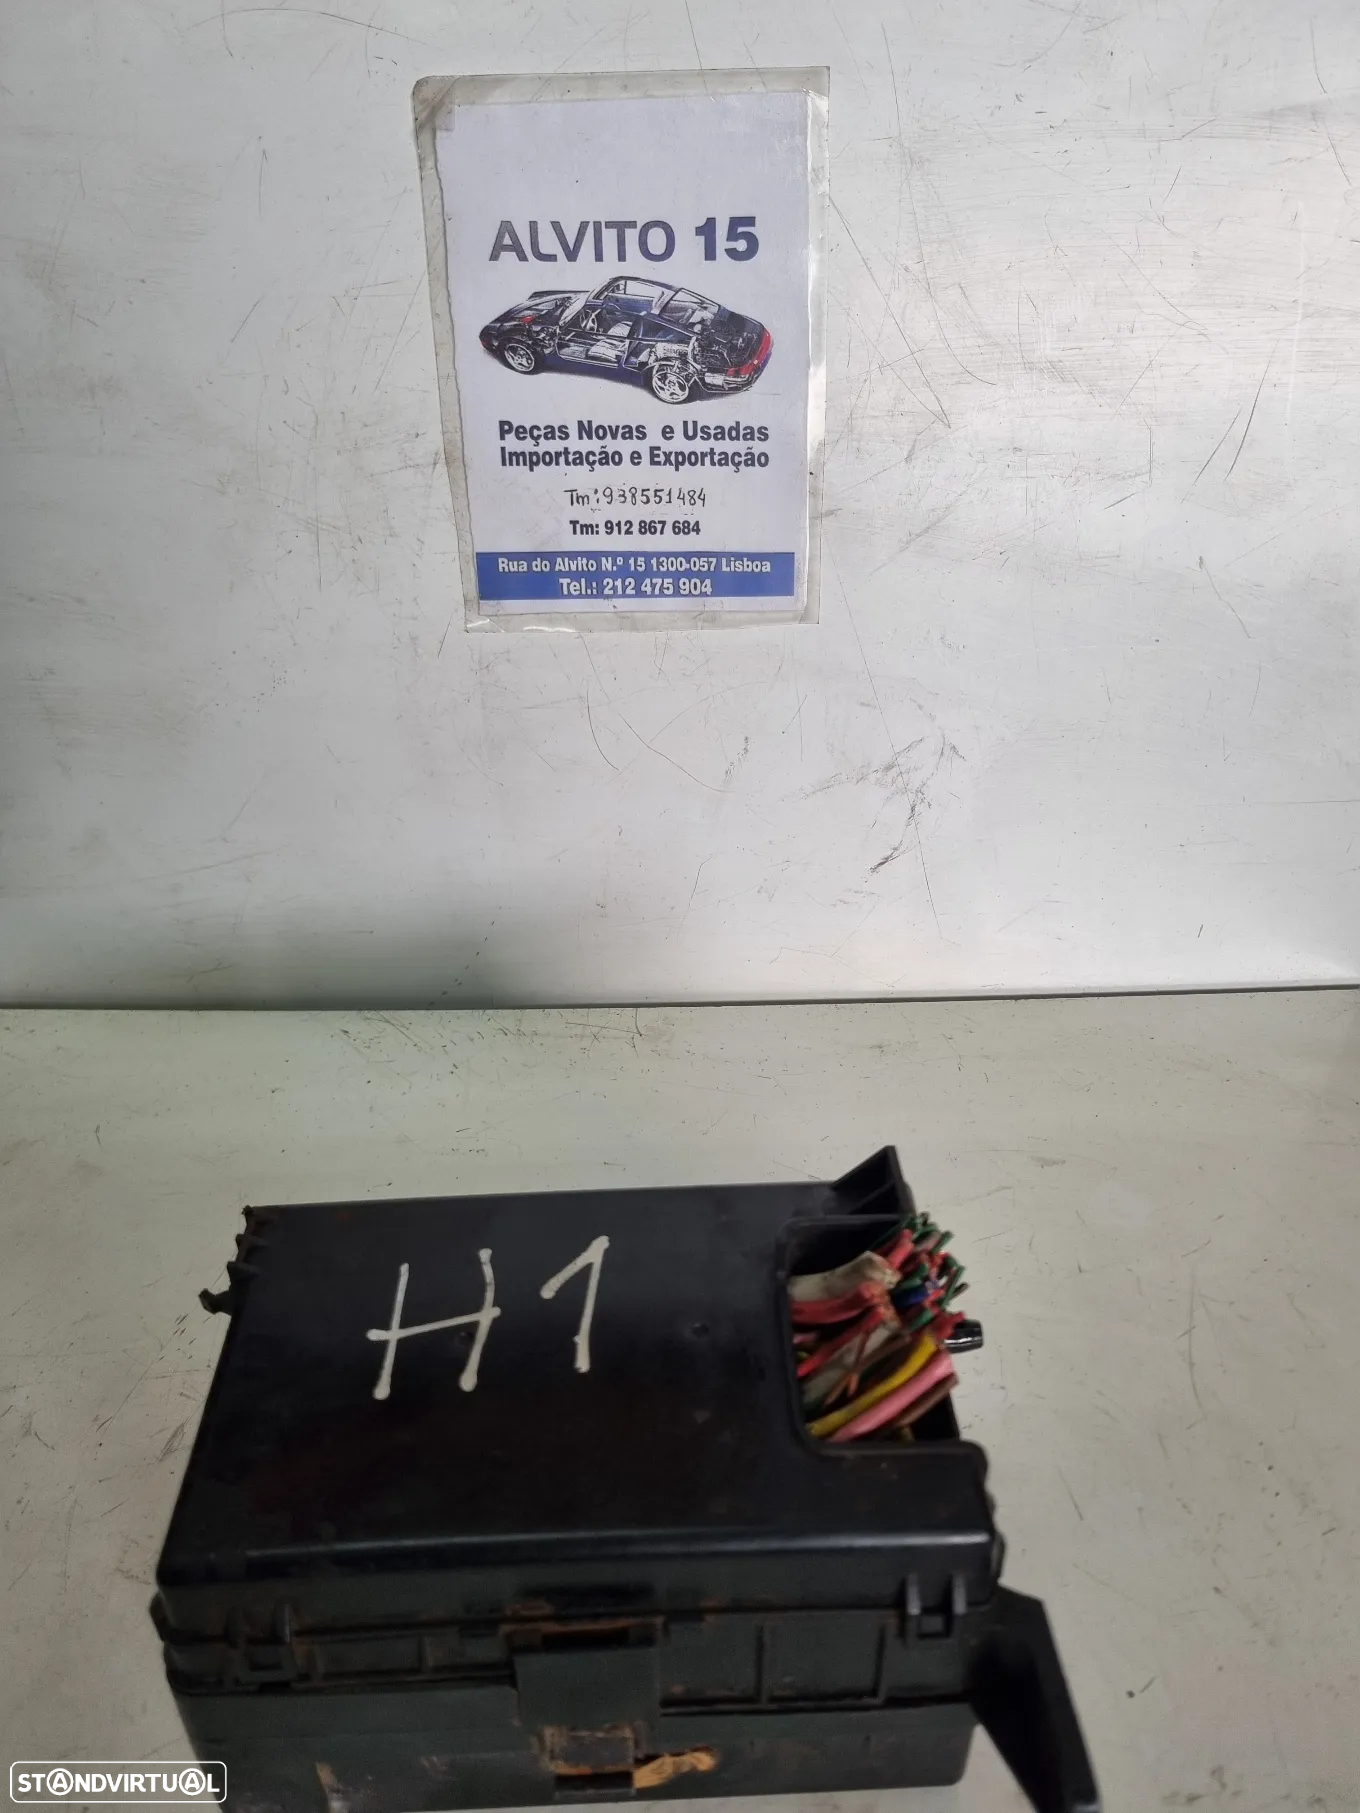 ALVITO 15
Peças Novas e Usadas
Importação e Exportação
Tm: 938551484
Tm: 912 867 684
Rua do Alvito N.º 15 1300-057 Lisboa
Tel.: 212 475 904
H1
STANDVIRTUAL